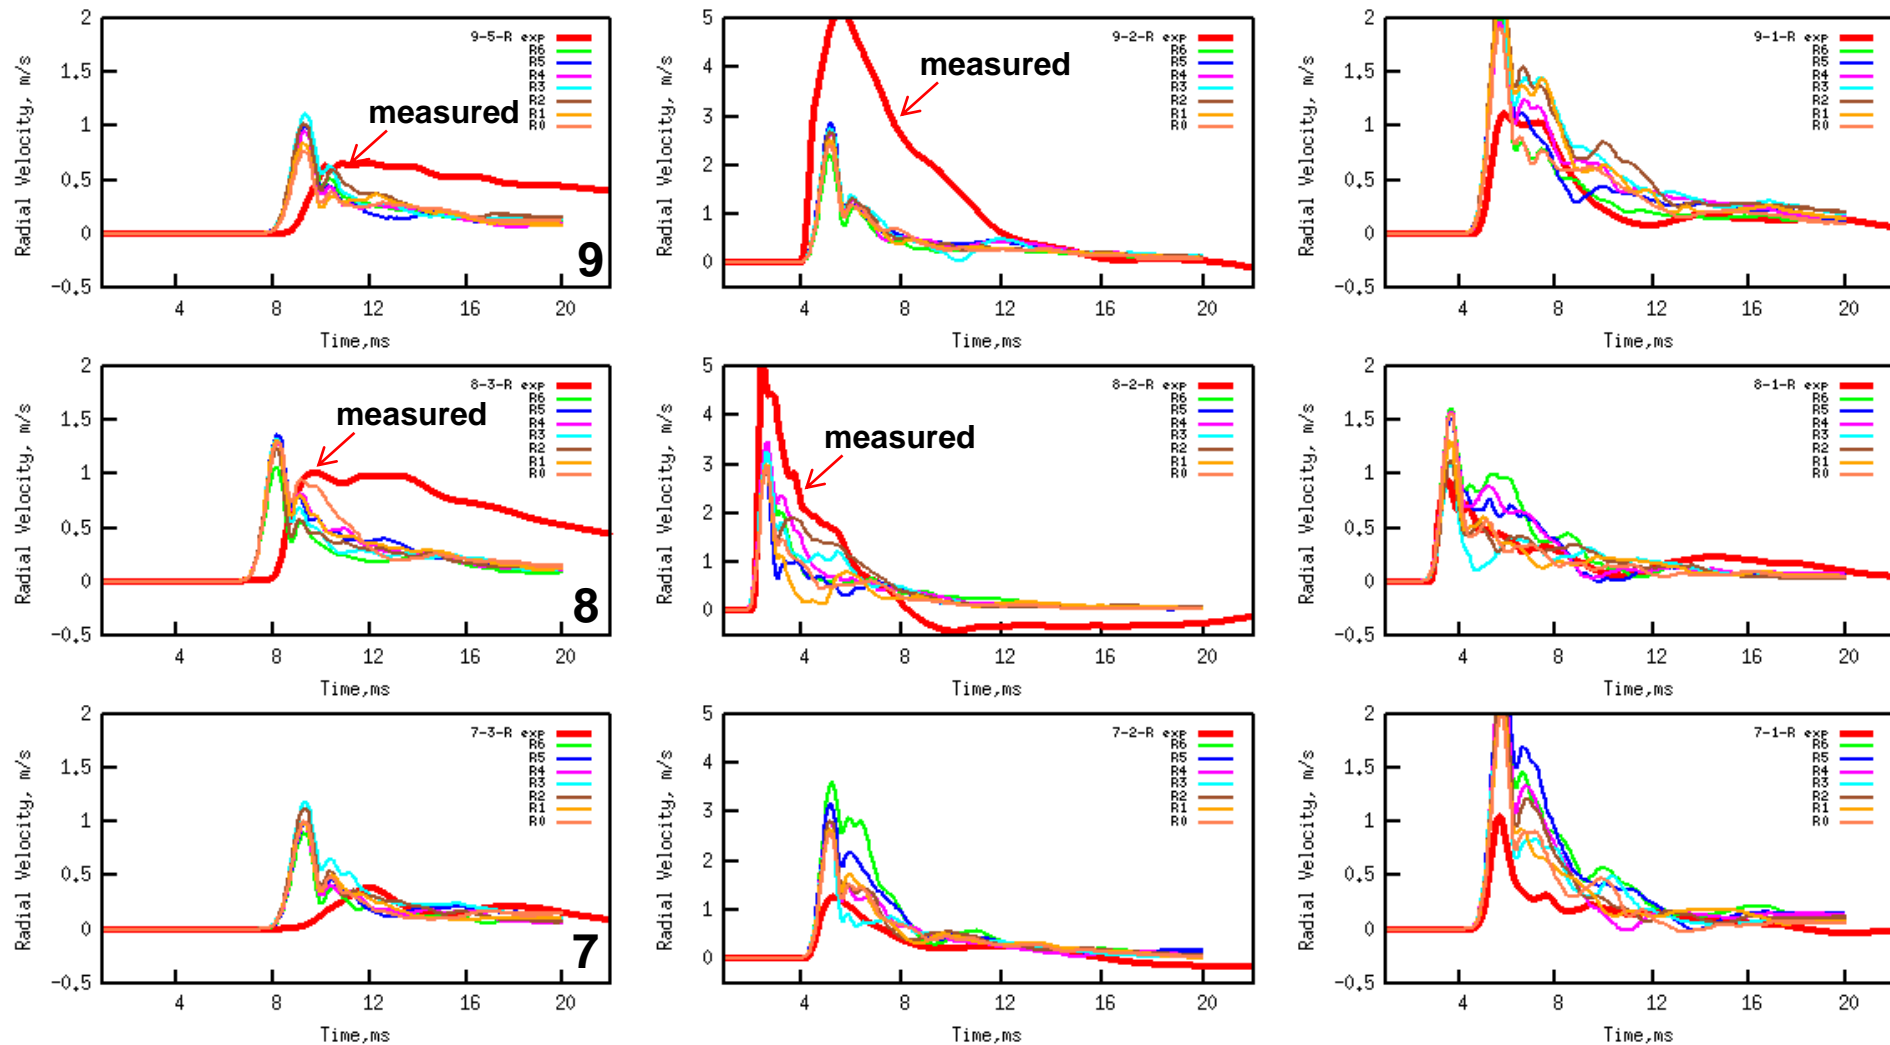 9-5-R exp
R6
R5
R4
R3
R2
R1
R0
measured
9
Radial Velocity, m/s
2
1.5
1
0.5
0
-0.5
4 8 12 16 20
Time,ms
9-2-R exp
R6
R5
R4
R3
R2
R1
R0
measured
Radial Velocity, m/s
5
4
3
2
1
0
4 8 12 16 20
Time,ms
9-1-R exp
R6
R5
R4
R3
R2
R1
R0
Radial Velocity, m/s
2
1.5
1
0.5
0
-0.5
4 8 12 16 20
Time,ms
8-3-R exp
R6
R5
R4
R3
R2
R1
R0
measured
8
Radial Velocity, m/s
2
1.5
1
0.5
0
-0.5
4 8 12 16 20
Time,ms
8-2-R exp
R6
R5
R4
R3
R2
R1
R0
measured
Radial Velocity, m/s
5
4
3
2
1
0
4 8 12 16 20
Time,ms
8-1-R exp
R6
R5
R4
R3
R2
R1
R0
Radial Velocity, m/s
2
1.5
1
0.5
0
-0.5
4 8 12 16 20
Time,ms
7-3-R exp
R6
R5
R4
R3
R2
R1
R0
7
Radial Velocity, m/s
2
1.5
1
0.5
0
-0.5
4 8 12 16 20
Time,ms
7-2-R exp
R6
R5
R4
R3
R2
R1
R0
Radial Velocity, m/s
5
4
3
2
1
0
4 8 12 16 20
Time,ms
7-1-R exp
R6
R5
R4
R3
R2
R1
R0
Radial Velocity, m/s
2
1.5
1
0.5
0
-0.5
4 8 12 16 20
Time,ms